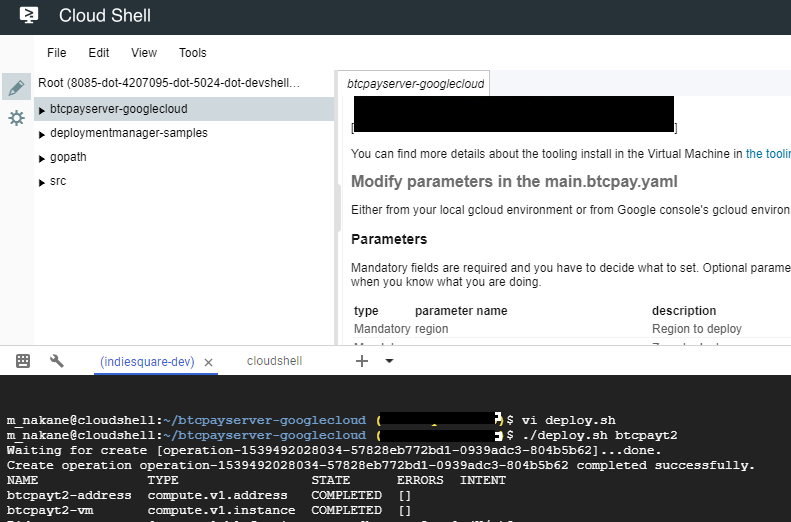 Cloud Shell
File Edit View Tools
Root (8085-dot-4207095-dot-5024-dot-devshell...
btcpayserver-googlecloud
deploymentmanager-samples
gopath
src
btcpayserver-googlecloud
[ ]
You can find more details about the tooling install in the Virtual Machine in the toolin
Modify parameters in the main.btcpay.yaml
Either from your local gcloud environment or from Google console's gcloud environ
Parameters
Mandatory fields are required and you have to decide what to set. Optional parame
when you know what you are doing.
type parameter name description
Mandatory region Region to deploy
(indiesquare-dev) × cloudshell +
m_nakane@cloudshell:~/btcpayserver-googlecloud ( )$ vi deploy.sh
m_nakane@cloudshell:~/btcpayserver-googlecloud ( )$ ./deploy.sh btcpayt2
Waiting for create [operation-1539492028034-57828eb772bd1-0939adc3-804b5b62]...done.
Create operation operation-1539492028034-57828eb772bd1-0939adc3-804b5b62 completed successfully.
NAME TYPE STATE ERRORS INTENT
btcpayt2-address compute.v1.address COMPLETED []
btcpayt2-vm compute.v1.instance COMPLETED []